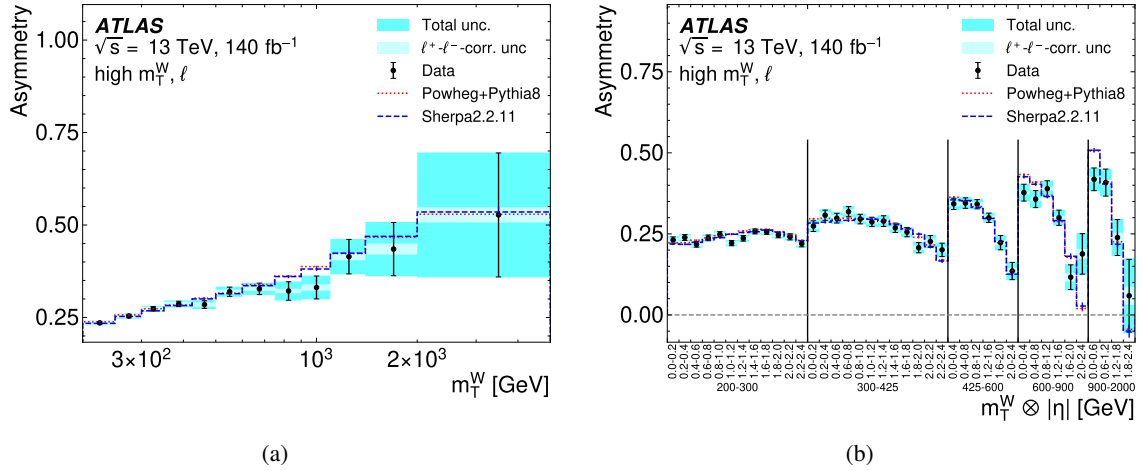 ATLAS
√s = 13 TeV, 140 fb⁻¹
high m_T^W, ℓ
Total unc.
ℓ⁺-ℓ⁻-corr. unc
Data
Powheg+Pythia8
Sherpa2.2.11
Asymmetry
1.00
0.75
0.50
0.25
3×10² 10³ 2×10³
m_T^W [GeV]
(a)
ATLAS
√s = 13 TeV, 140 fb⁻¹
high m_T^W, ℓ
Total unc.
ℓ⁺-ℓ⁻-corr. unc
Data
Powheg+Pythia8
Sherpa2.2.11
Asymmetry
0.75
0.50
0.25
0.00
0.0-0.2
0.2-0.4
0.4-0.6
0.6-0.8
0.8-1.0
1.0-1.2
1.2-1.4
1.4-1.6
1.6-1.8
1.8-2.0
2.0-2.2
2.2-2.4
0.0-0.2
0.2-0.4
0.4-0.6
0.6-0.8
0.8-1.0
1.0-1.2
1.2-1.4
1.4-1.6
1.6-1.8
1.8-2.0
2.0-2.2
2.2-2.4
0.0-0.4
0.4-0.8
0.8-1.2
1.2-1.6
1.6-2.0
2.0-2.4
0.0-0.4
0.4-0.8
0.8-1.2
1.2-1.6
1.6-2.0
2.0-2.4
0.0-0.6
0.6-1.2
1.2-1.8
1.8-2.4
200-300 300-425 425-600 600-900 900-2000
m_T^W ⊗ |η| [GeV]
(b)